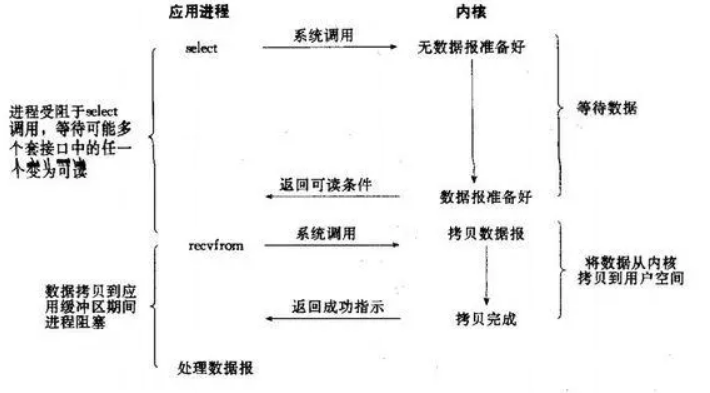 应用进程
内核
select
系统调用
无数据报准备好
进程受阻于select
调用，等待可能多
个套接口中的任一
个变为可读
等待数据
返回可读条件
数据报准备好
recvfrom
系统调用
拷贝数据报
将数据从内核
拷贝到用户空间
数据拷贝到应
用缓冲区期间
进程阻塞
返回成功指示
拷贝完成
处理数据报